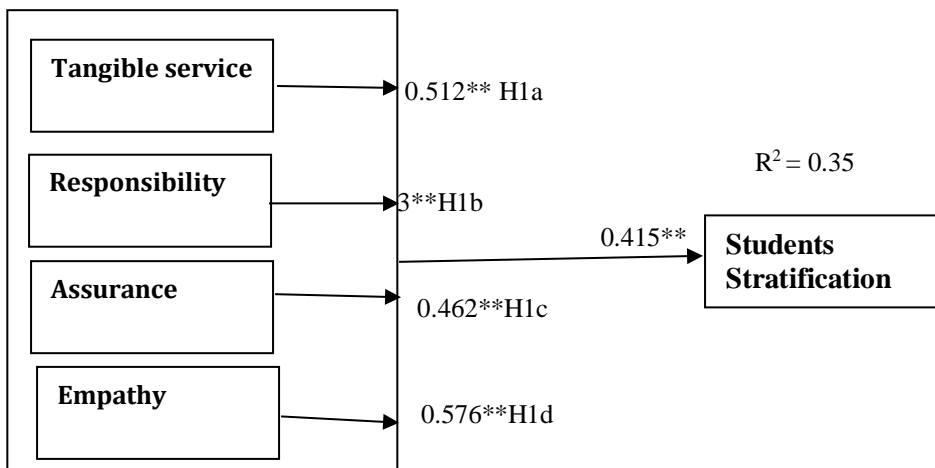 Tangible service
0.512** H1a
R² = 0.35
Responsibility
3**H1b
0.415**
Students
Stratification
Assurance
0.462**H1c
Empathy
0.576**H1d